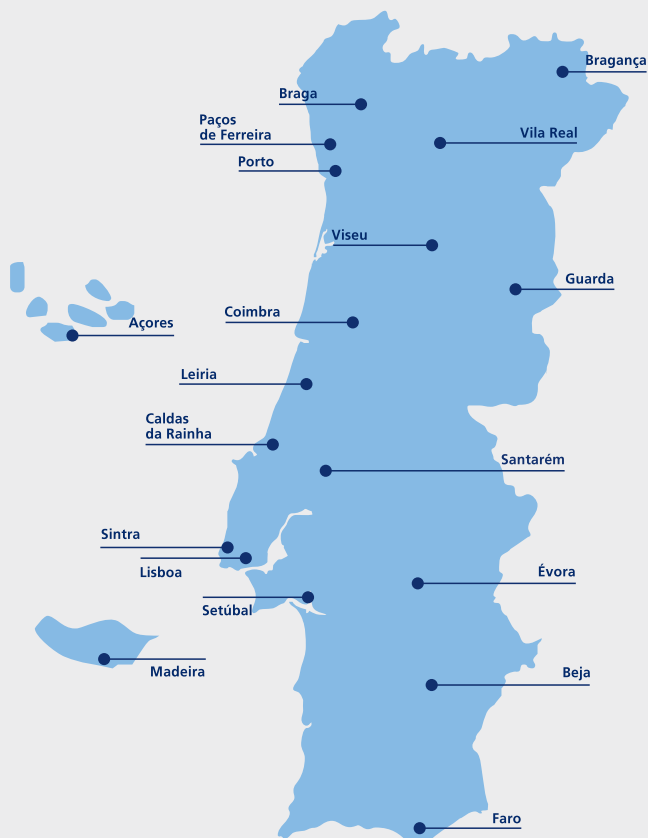 Bragança
Braga
Paços
de Ferreira
Vila Real
Porto
Viseu
Guarda
Coimbra
Açores
Leiria
Caldas
da Rainha
Santarém
Sintra
Lisboa
Évora
Setúbal
Madeira
Beja
Faro